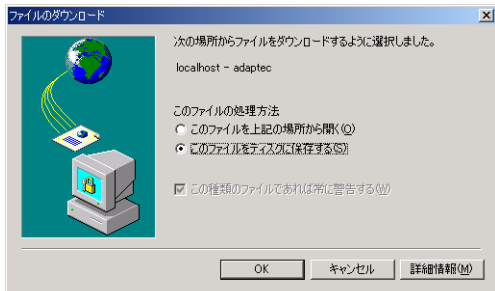 ファイルのダウンロード
次の場所からファイルをダウンロードするように選択しました。
localhost - adaptec
このファイルの処理方法
このファイルを上記の場所から開く(O)
このファイルをディスクに保存する(S)
この種類のファイルであれば常に警告する(W)
OK キャンセル 詳細情報(M)